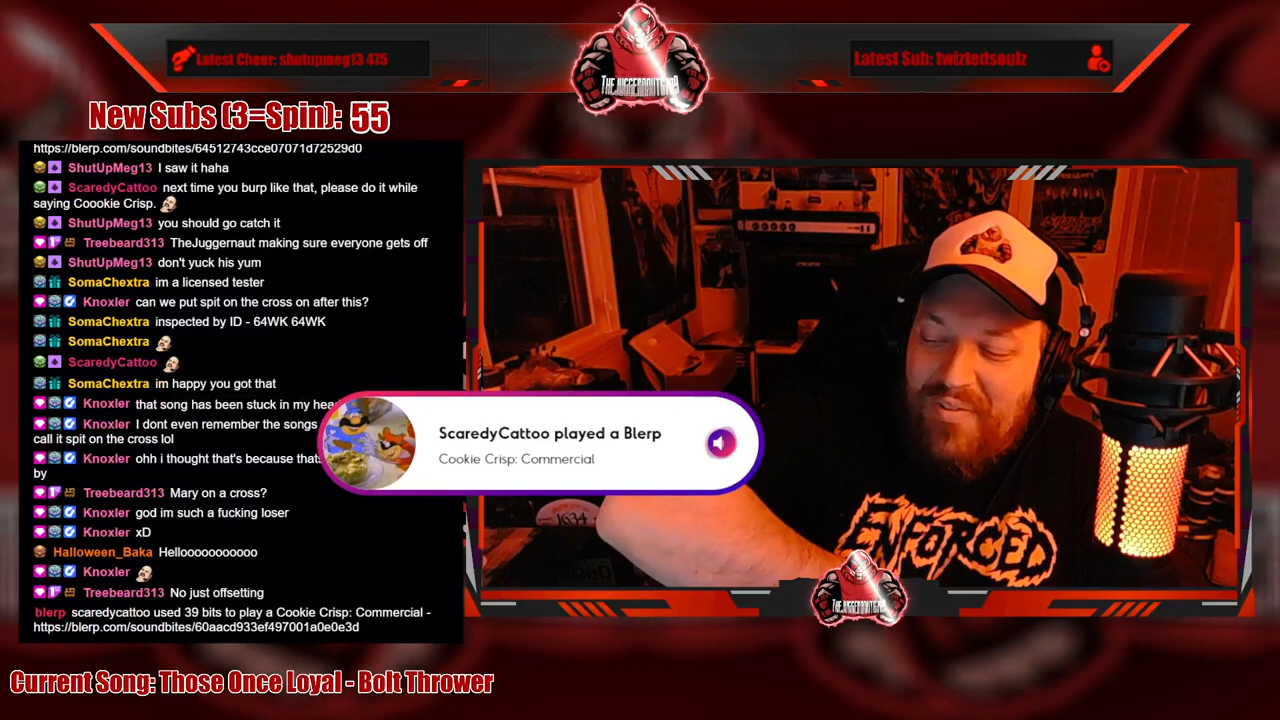 Latest Cheer: shutupmeg13 475
Latest Sub: twiztedsoulz
New Subs (3=Spin): 55
https://blerp.com/soundbites/64512743cce07071d72529d0
ShutUpMeg13 I saw it haha
ScaredyCattoo next time you burp like that, please do it while
saying Coookie Crisp.
ShutUpMeg13 you should go catch it
Treebeard313 TheJuggernaut making sure everyone gets off
ShutUpMeg13 don't yuck his yum
SomaChextra im a licensed tester
Knoxler can we put spit on the cross on after this?
SomaChextra inspected by ID - 64WK 64WK
SomaChextra
ScaredyCattoo
SomaChextra im happy you got that
Knoxler that song has been stuck in my hea
Knoxler I dont even remember the songs
call it spit on the cross lol
Knoxler ohh i thought that's because thats
by
Treebeard313 Mary on a cross?
Knoxler god im such a fucking loser
Knoxler xD
Halloween_Baka Hellooooooooooo
Knoxler
Treebeard313 No just offsetting
blerp scaredycattoo used 39 bits to play a Cookie Crisp: Commercial -
https://blerp.com/soundbites/60aacd933ef497001a0e0e3d
ScaredyCattoo played a Blerp
Cookie Crisp: Commercial
1634
ENFORCED
Current Song: Those Once Loyal - Bolt Thrower